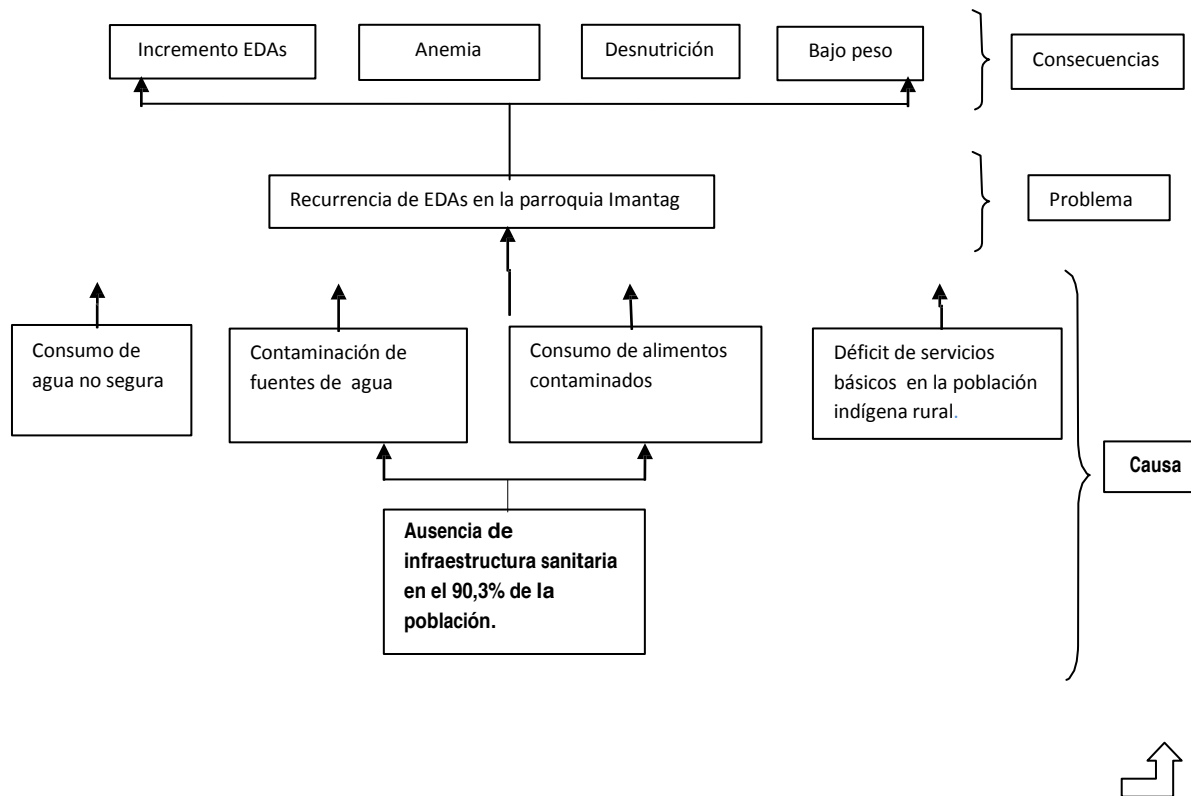 Incremento EDAs
Anemia
Desnutrición
Bajo peso
Consecuencias
Recurrencia de EDAs en la parroquia Imantag
Problema
Consumo de
agua no segura
Contaminación de
fuentes de agua
Consumo de alimentos
contaminados
Déficit de servicios
básicos en la población
indígena rural.
Causa
Ausencia de
infraestructura sanitaria
en el 90,3% de la
población.